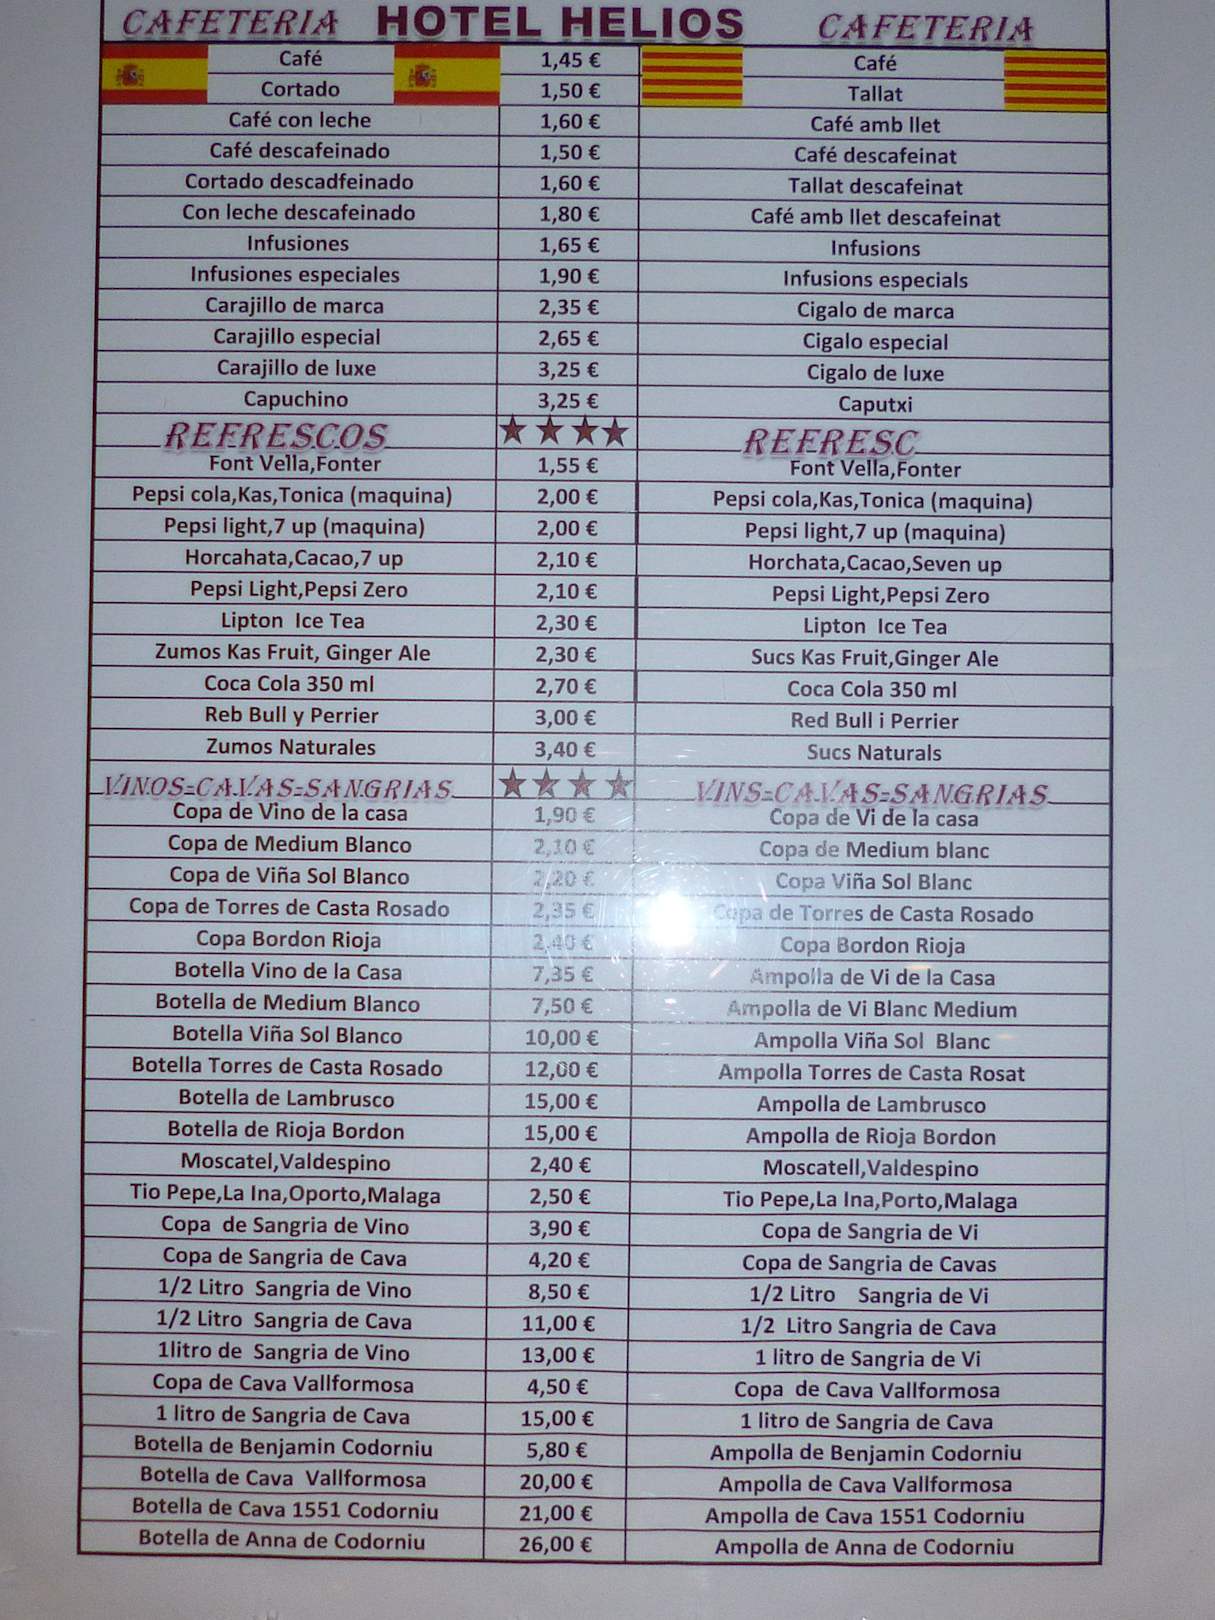 CAFETERIA HOTEL HELIOS CAFETERIA
Café 1,45 € Café
Cortado 1,50 € Tallat
Café con leche 1,60 € Café amb llet
Café descafeinado 1,50 € Café descafeinat
Cortado descadfeinado 1,60 € Tallat descafeinat
Con leche descafeinado 1,80 € Café amb llet descafeinat
Infusiones 1,65 € Infusions
Infusiones especiales 1,90 € Infusions especials
Carajillo de marca 2,35 € Cigalo de marca
Carajillo especial 2,65 € Cigalo especial
Carajillo de luxe 3,25 € Cigalo de luxe
Capuchino 3,25 € Caputxi
REFRESCOS REFRESC
Font Vella,Fonter 1,55 € Font Vella,Fonter
Pepsi cola,Kas,Tonica (maquina) 2,00 € Pepsi cola,Kas,Tonica (maquina)
Pepsi light,7 up (maquina) 2,00 € Pepsi light,7 up (maquina)
Horcahata,Cacao,7 up 2,10 € Horchata,Cacao,Seven up
Pepsi Light,Pepsi Zero 2,10 € Pepsi Light,Pepsi Zero
Lipton Ice Tea 2,30 € Lipton Ice Tea
Zumos Kas Fruit, Ginger Ale 2,30 € Sucs Kas Fruit,Ginger Ale
Coca Cola 350 ml 2,70 € Coca Cola 350 ml
Reb Bull y Perrier 3,00 € Red Bull i Perrier
Zumos Naturales 3,40 € Sucs Naturals
VINOS-CAVAS-SANGRIAS VINS-CAVAS-SANGRIAS
Copa de Vino de la casa 1,90 € Copa de Vi de la casa
Copa de Medium Blanco 2,10 € Copa de Medium blanc
Copa de Viña Sol Blanco 2,20 € Copa Viña Sol Blanc
Copa de Torres de Casta Rosado 2,35 € Copa de Torres de Casta Rosado
Copa Bordon Rioja 2,40 € Copa Bordon Rioja
Botella Vino de la Casa 7,35 € Ampolla de Vi de la Casa
Botella de Medium Blanco 7,50 € Ampolla de Vi Blanc Medium
Botella Viña Sol Blanco 10,00 € Ampolla Viña Sol Blanc
Botella Torres de Casta Rosado 12,00 € Ampolla Torres de Casta Rosat
Botella de Lambrusco 15,00 € Ampolla de Lambrusco
Botella de Rioja Bordon 15,00 € Ampolla de Rioja Bordon
Moscatel,Valdespino 2,40 € Moscatell,Valdespino
Tio Pepe,La Ina,Oporto,Malaga 2,50 € Tio Pepe,La Ina,Porto,Malaga
Copa de Sangria de Vino 3,90 € Copa de Sangria de Vi
Copa de Sangria de Cava 4,20 € Copa de Sangria de Cavas
1/2 Litro Sangria de Vino 8,50 € 1/2 Litro Sangria de Vi
1/2 Litro Sangria de Cava 11,00 € 1/2 Litro Sangria de Cava
1litro de Sangria de Vino 13,00 € 1 litro de Sangria de Vi
Copa de Cava Vallformosa 4,50 € Copa de Cava Vallformosa
1 litro de Sangria de Cava 15,00 € 1 litro de Sangria de Cava
Botella de Benjamin Codorniu 5,80 € Ampolla de Benjamin Codorniu
Botella de Cava Vallformosa 20,00 € Ampolla de Cava Vallformosa
Botella de Cava 1551 Codorniu 21,00 € Ampolla de Cava 1551 Codorniu
Botella de Anna de Codorniu 26,00 € Ampolla de Anna de Codorniu